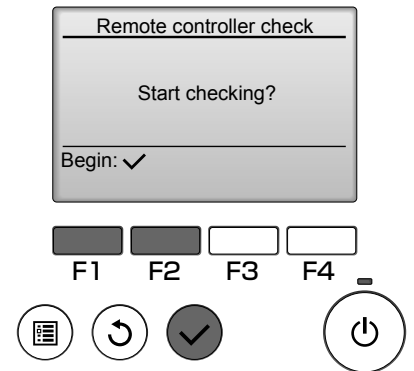 Remote controller check
Start checking?
Begin: ✓
F1 F2 F3 F4